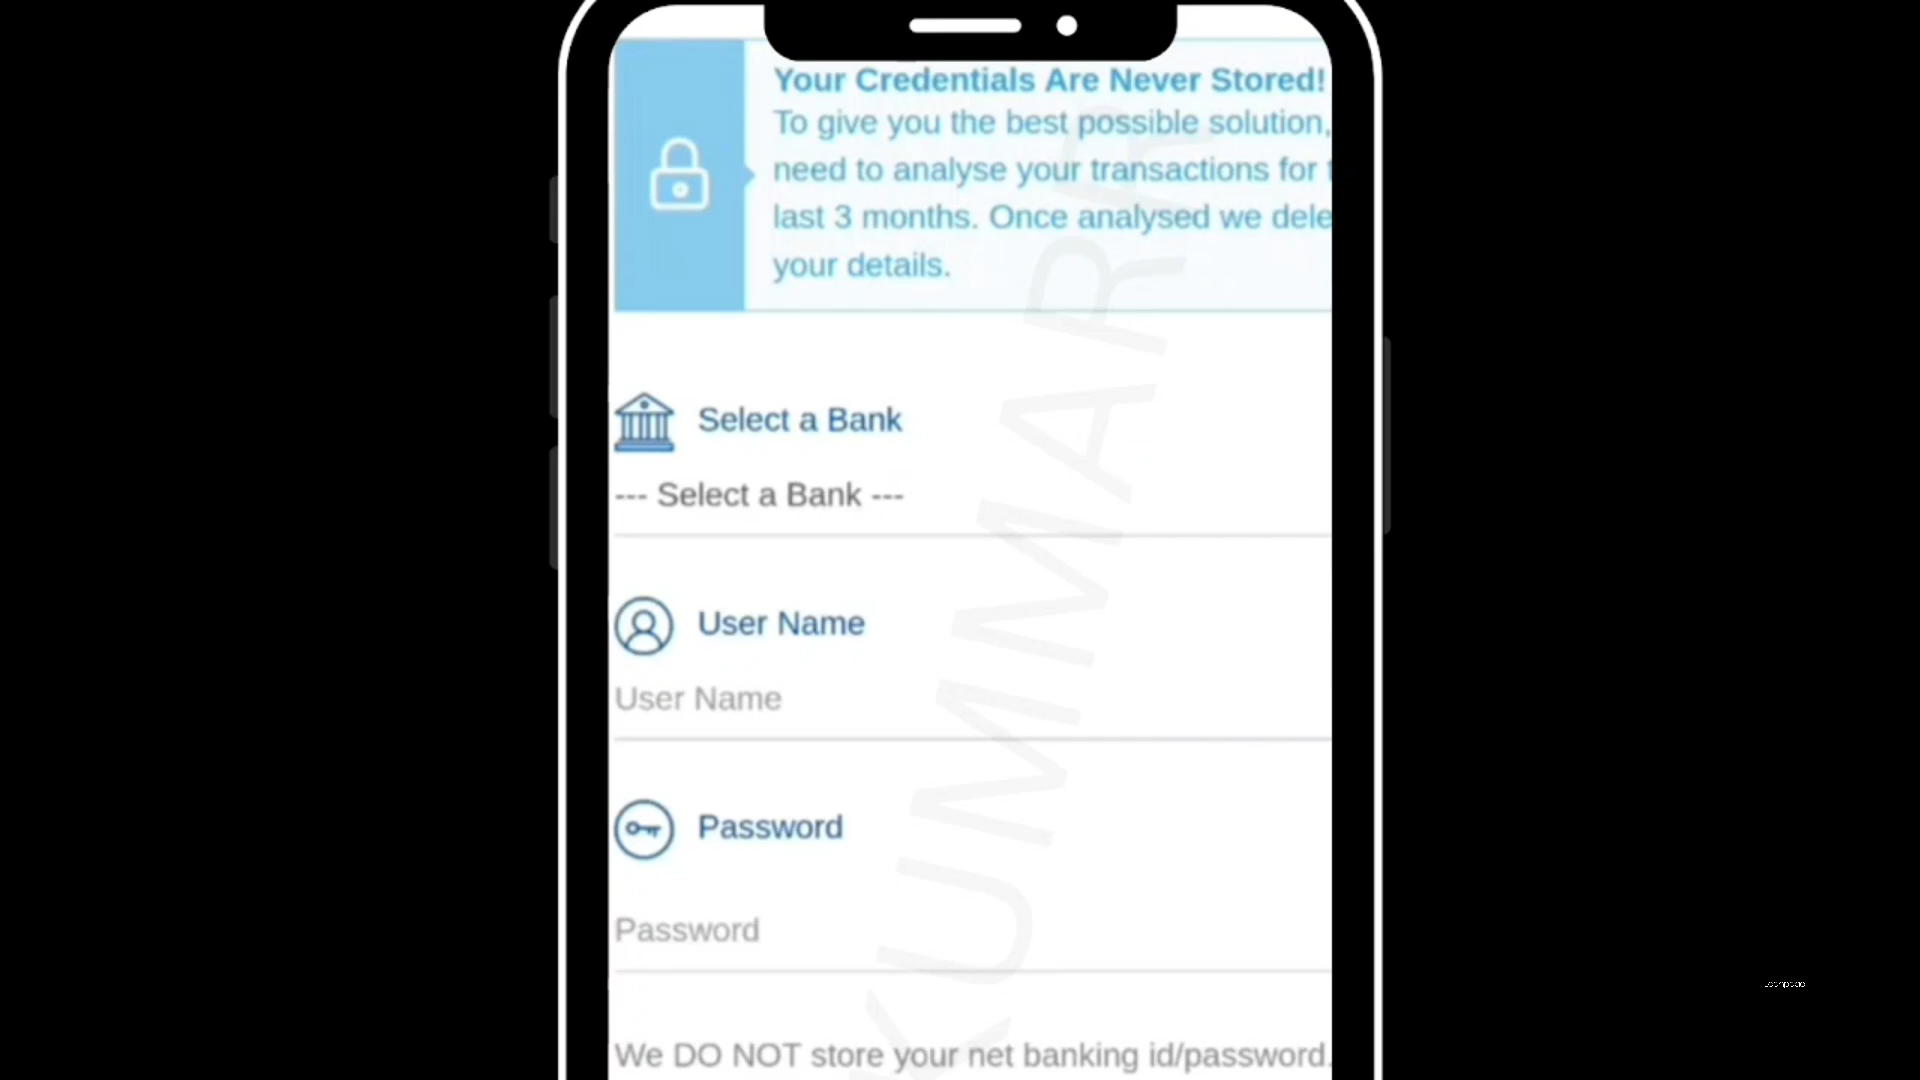 Your Credentials Are Never Stored!
To give you the best possible solution,
need to analyse your transactions for
last 3 months. Once analysed we dele
your details.
Select a Bank
--- Select a Bank ---
User Name
User Name
Password
Password
We DO NOT store your net banking id/password.
KUMMARR